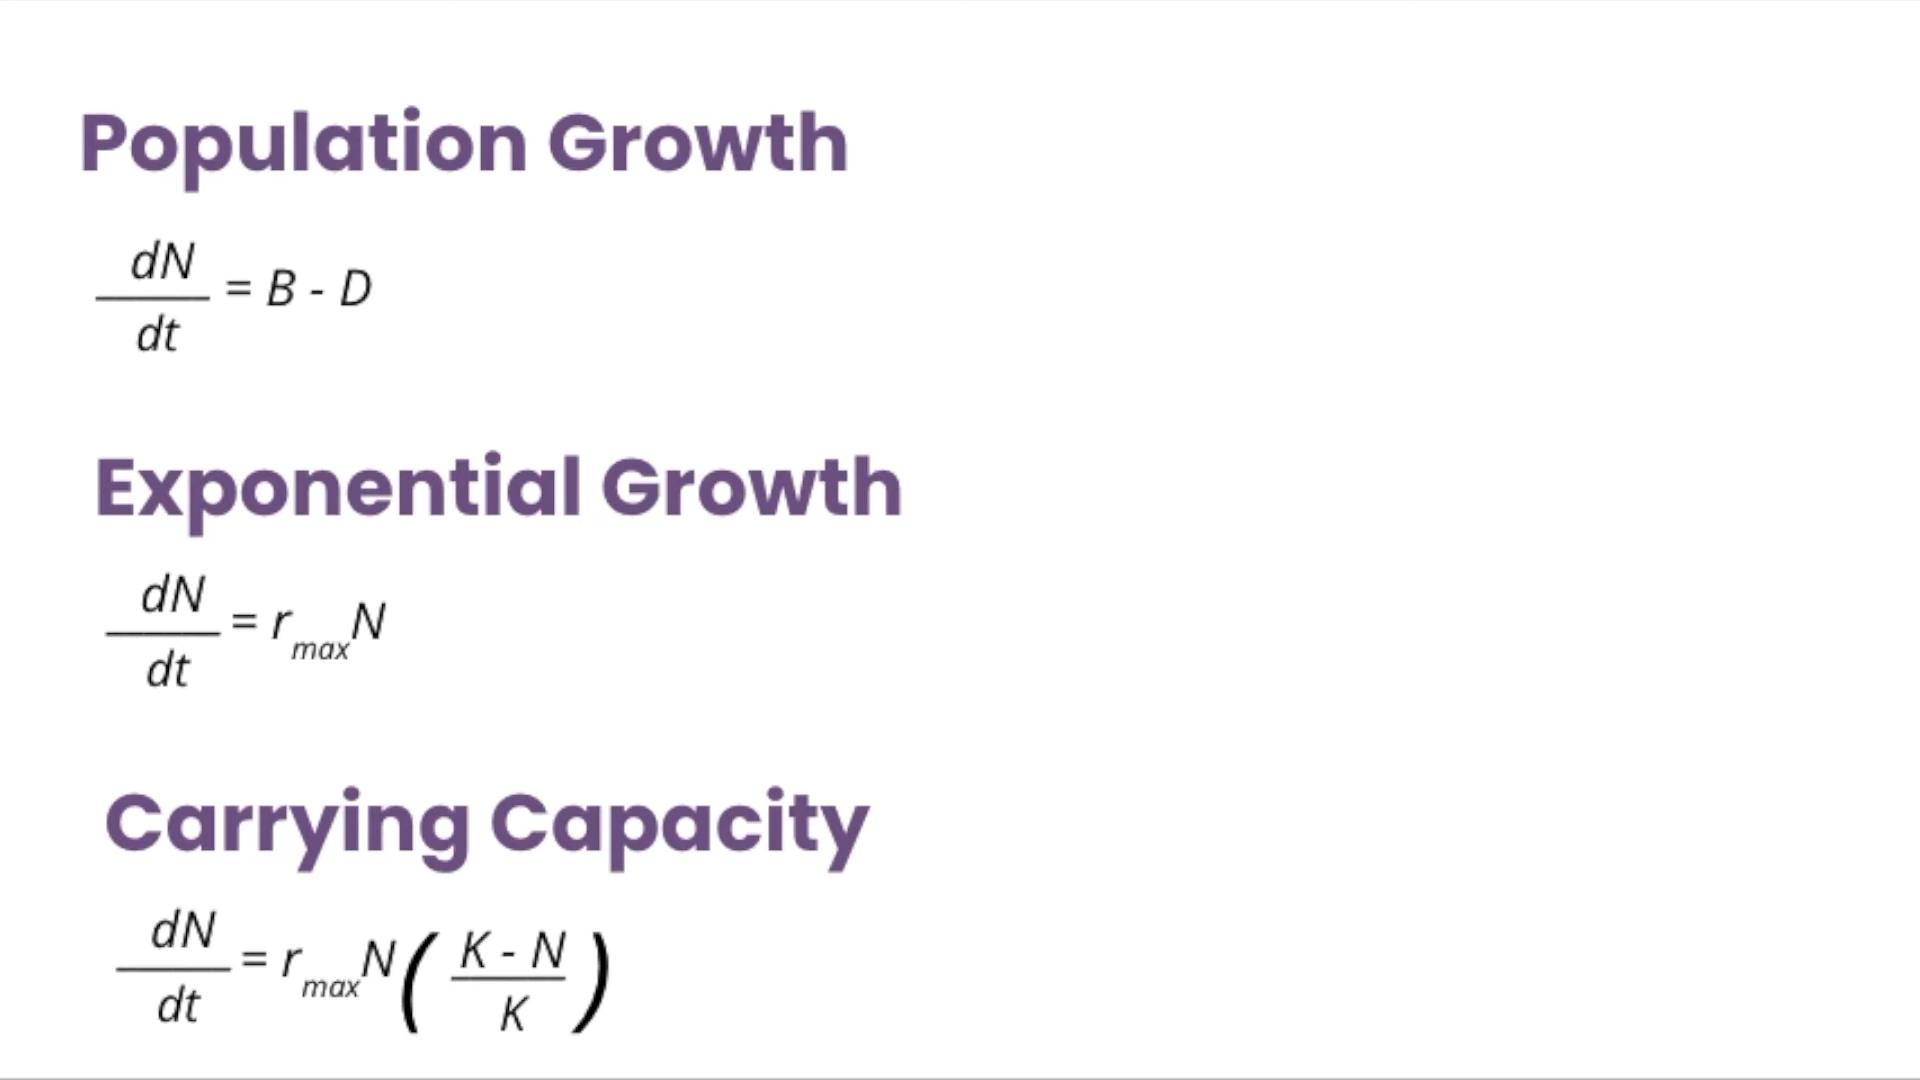 Population Growth
dN
dt
= B - D
Exponential Growth
dN
dt
= r max N
Carrying Capacity
dN
dt
= r max N ( K - N
K )